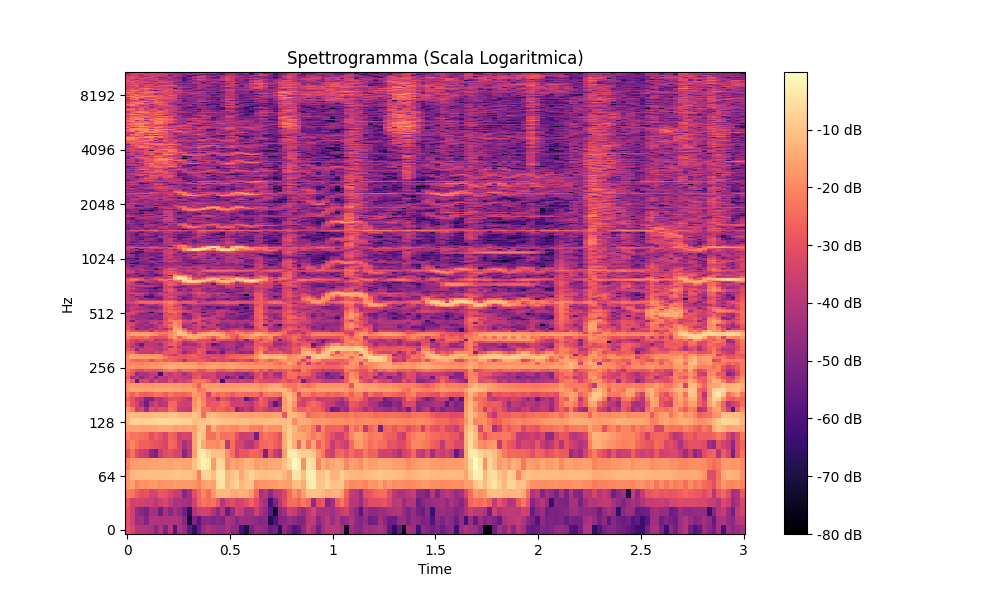 Spettrogramma (Scala Logaritmica)
Hz
8192
4096
2048
1024
512
256
128
64
0
0
0.5
1
1.5
2
2.5
3
Time
-10 dB
-20 dB
-30 dB
-40 dB
-50 dB
-60 dB
-70 dB
-80 dB